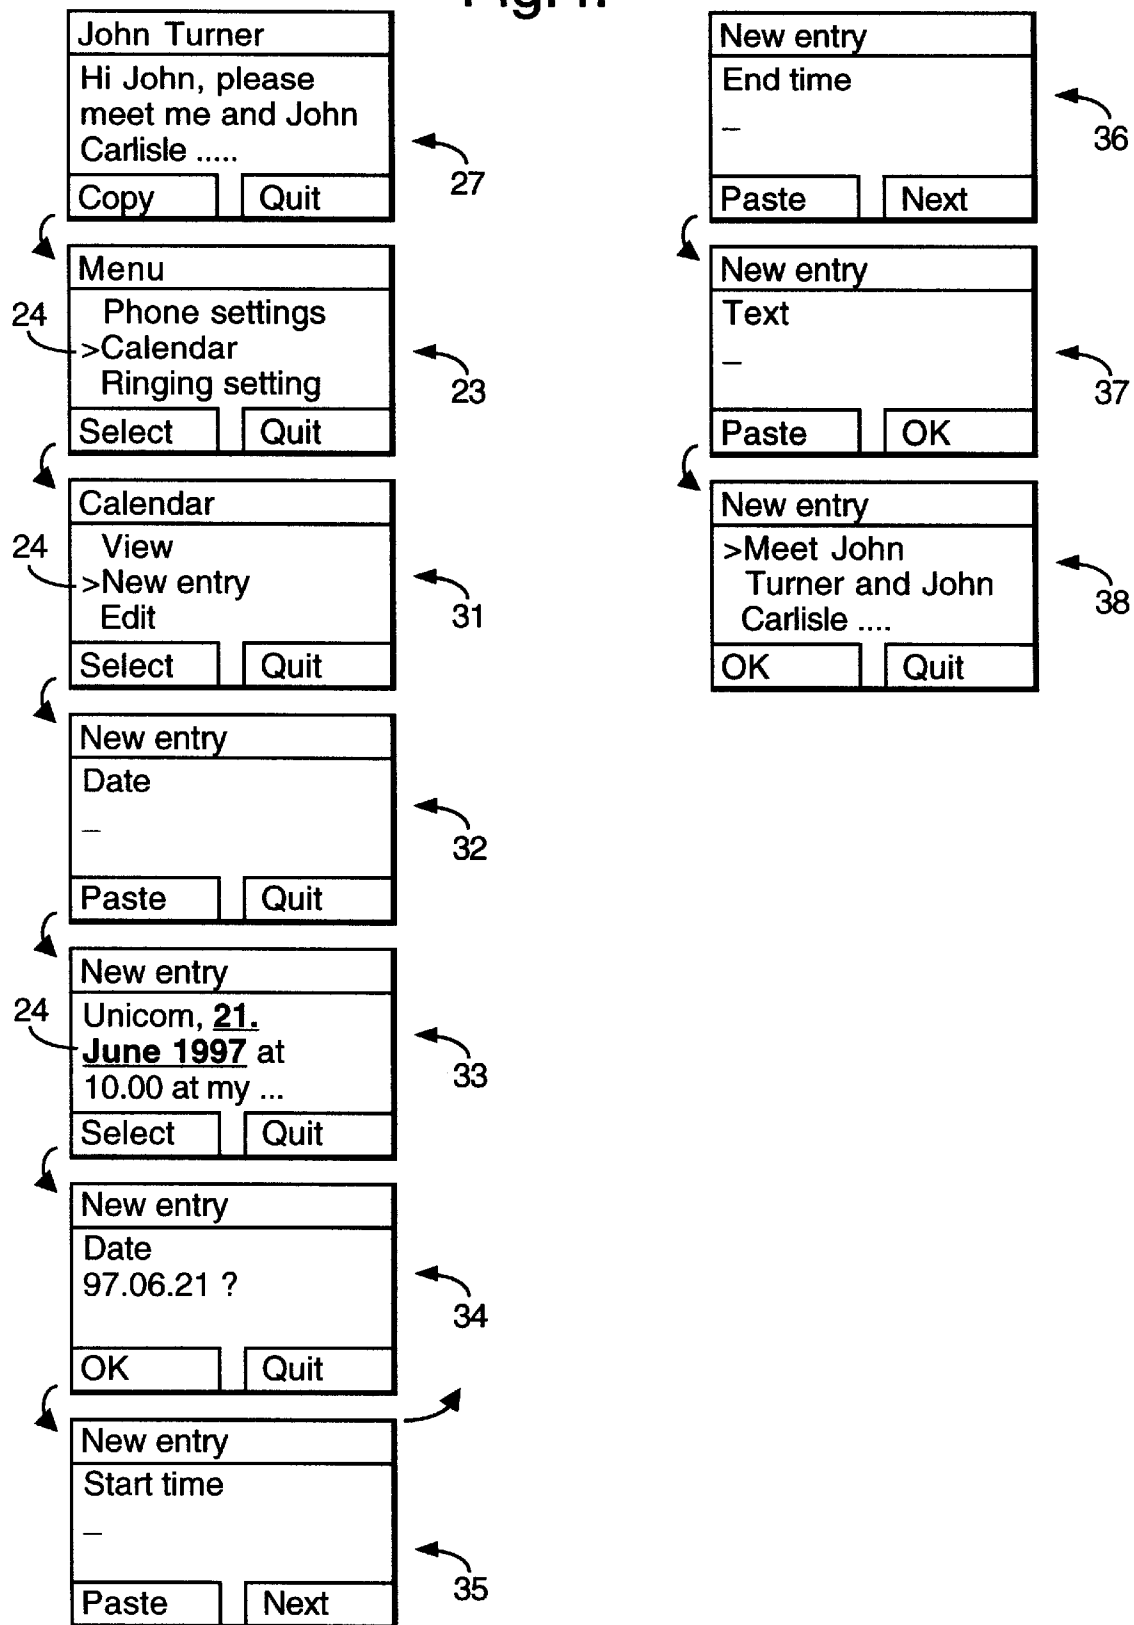 John Turner
Hi John, please
meet me and John
Carlisle .....
Copy Quit
27
Menu
Phone settings
24
>Calendar
Ringing setting
23
Select Quit
Calendar
View
24
>New entry
Edit
31
Select Quit
New entry
Date
_
32
Paste Quit
New entry
24
Unicom, 21.
June 1997 at
10.00 at my ...
33
Select Quit
New entry
Date
97.06.21 ?
34
OK Quit
New entry
Start time
_
35
Paste Next
New entry
End time
_
36
Paste Next
New entry
Text
_
37
Paste OK
New entry
>Meet John
Turner and John
Carlisle ....
38
OK Quit